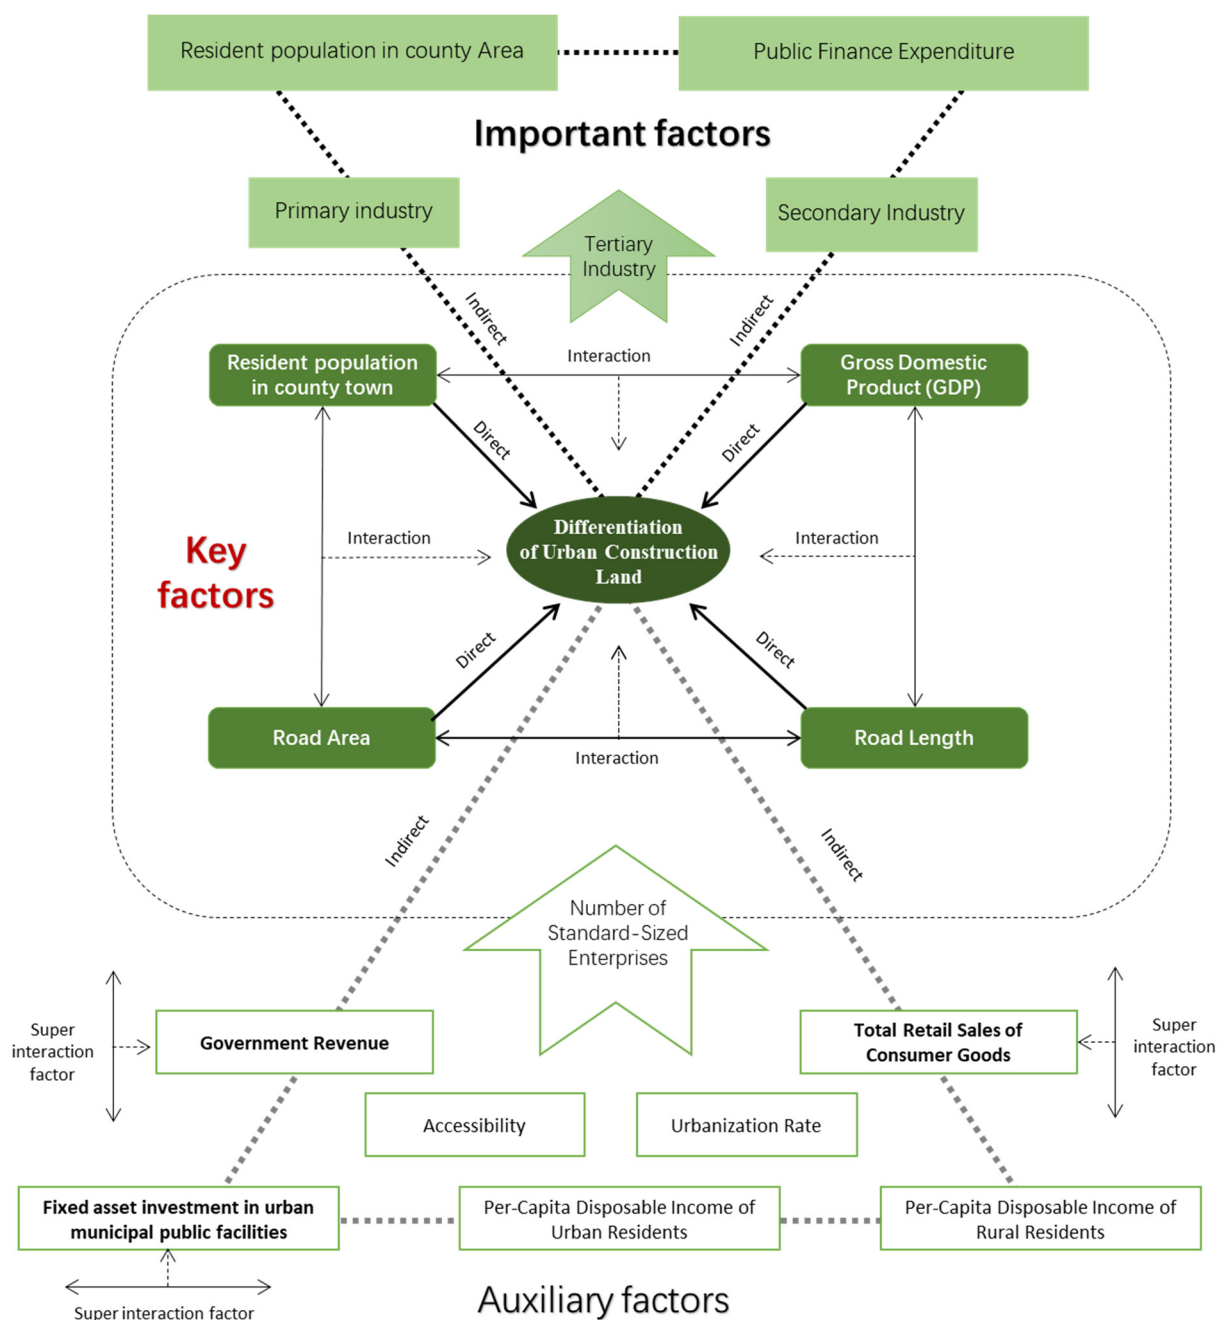 Resident population in county Area
Public Finance Expenditure
Important factors
Primary industry
Secondary Industry
Tertiary
Industry
Indirect
Indirect
Resident population
in county town
Interaction
Gross Domestic
Product (GDP)
Direct
Direct
Key
factors
Interaction
Differentiation
of Urban Construction
Land
Interaction
Direct
Direct
Road Area
Interaction
Road Length
Indirect
Indirect
Number of
Standard-Sized
Enterprises
Super
interaction
factor
Government Revenue
Total Retail Sales of
Consumer Goods
Super
interaction
factor
Accessibility
Urbanization Rate
Fixed asset investment in urban
municipal public facilities
Per-Capita Disposable Income of
Urban Residents
Per-Capita Disposable Income of
Rural Residents
Super interaction factor
Auxiliary factors